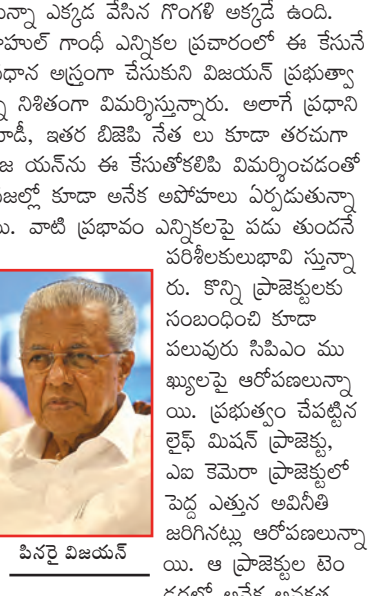 ఎక్కడ వేసిన గొంగళి అక్కడే ఉంది.
గాంధీ ఎన్నికల ప్రచారంలో ఈ కేసునే
అస్త్రంగా చేసుకుని విజయన్ ప్రభుత్వా
నిశితంగా విమర్శిస్తున్నారు. అలాగే ప్రధాని
ఇతర బిజెపి నేత లు కూడా తరచుగా
యన్‌ను ఈ కేసుతోకలిపి విమర్శించడంతో
కూడా అనేక అపోహలు ఏర్పడుతున్నా
వాటి ప్రభావం ఎన్నికలపై పడు తుందనే
పరిశీలకులుభావి స్తున్నా
రు. కొన్ని ప్రాజెక్టులకు
సంబంధించి కూడా
పలువురు సిపిఎం ము
ఖ్యులపై ఆరోపణలున్నా
యి. ప్రభుత్వం చేపట్టిన
లైఫ్ మిషన్ ప్రాజెక్టు,
ఎఐ కెమెరా ప్రాజెక్టులో
పెద్ద ఎత్తున అవినీతి
జరిగినట్లు ఆరోపణలున్నా
యి. ఆ ప్రాజెక్టుల టెం
పినరై విజయన్